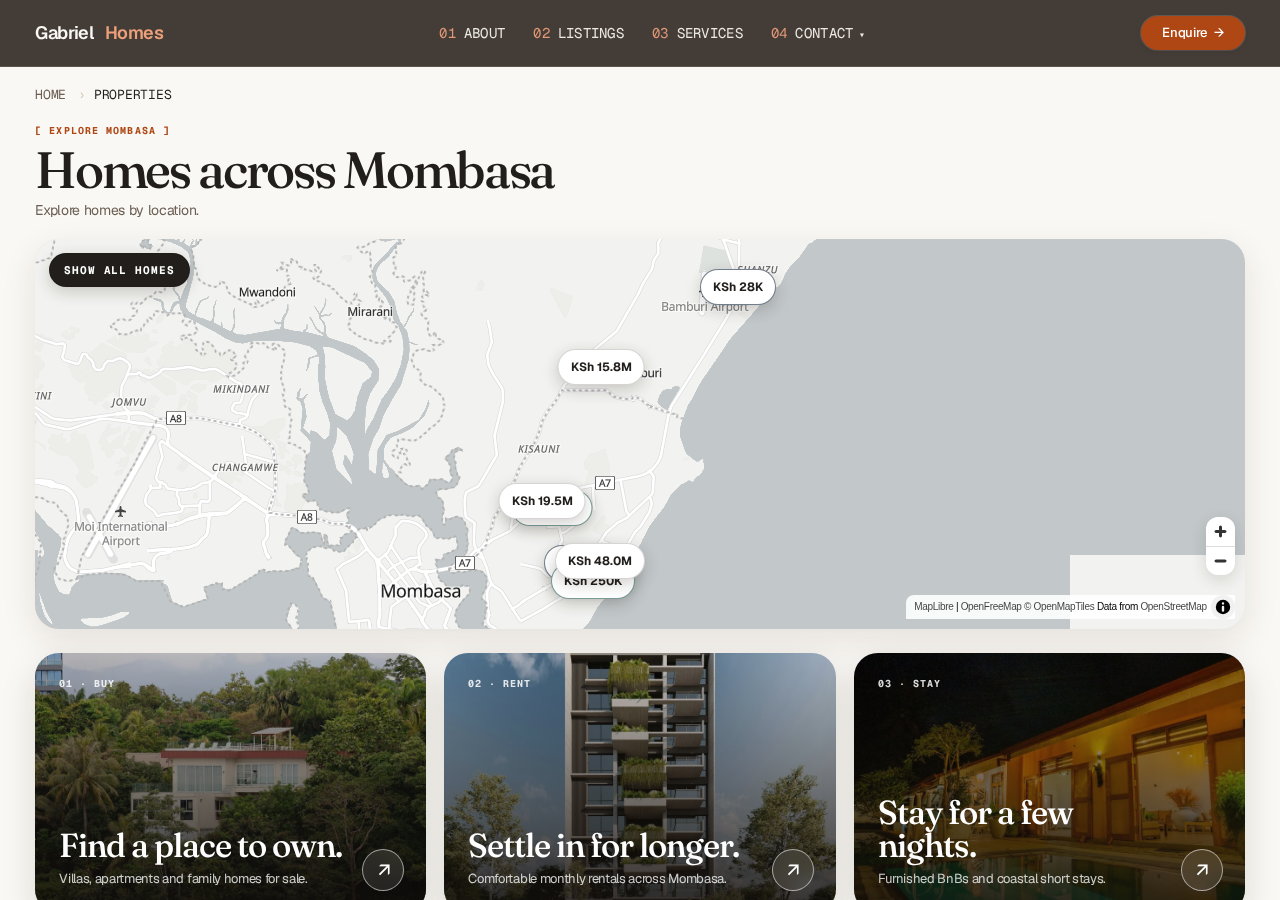 Gabriel Homes
01 ABOUT
02 LISTINGS
03 SERVICES
04 CONTACT ▾
Enquire →
HOME › PROPERTIES
[ EXPLORE MOMBASA ]
Homes across Mombasa
Explore homes by location.
SHOW ALL HOMES
Mwandoni
Mirarani
KSh 28K
Bamburi Airport
KSh 15.8M
MIKINDANI
JOMVU
A8
KISAUNI
CHANGAMWE
A7
KSh 19.5M
Moi International
Airport
A8
A7
KSh 48.0M
KSh 250K
Mombasa
MapLibre | OpenFreeMap © OpenMapTiles Data from OpenStreetMap
01 · BUY
Find a place to own.
Villas, apartments and family homes for sale.
02 · RENT
Settle in for longer.
Comfortable monthly rentals across Mombasa.
03 · STAY
Stay for a few
nights.
Furnished BnBs and coastal short stays.